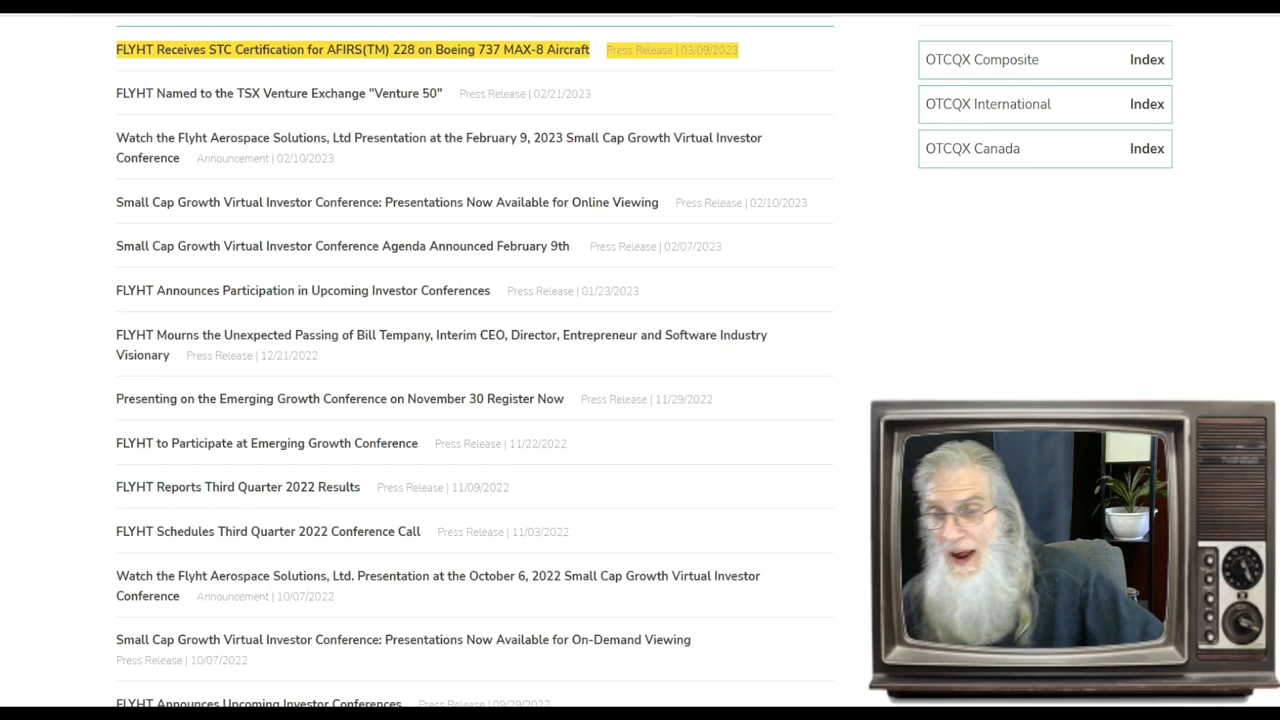 FLYHT Receives STC Certification for AFIRS(TM) 228 on Boeing 737 MAX-8 Aircraft Press Release | 03/09/2023
FLYHT Named to the TSX Venture Exchange "Venture 50" Press Release | 02/21/2023
Watch the Flyht Aerospace Solutions, Ltd Presentation at the February 9, 2023 Small Cap Growth Virtual Investor
Conference Announcement | 02/10/2023
Small Cap Growth Virtual Investor Conference: Presentations Now Available for Online Viewing Press Release | 02/10/2023
Small Cap Growth Virtual Investor Conference Agenda Announced February 9th Press Release | 02/07/2023
FLYHT Announces Participation in Upcoming Investor Conferences Press Release | 01/23/2023
FLYHT Mourns the Unexpected Passing of Bill Tempany, Interim CEO, Director, Entrepreneur and Software Industry
Visionary Press Release | 12/21/2022
Presenting on the Emerging Growth Conference on November 30 Register Now Press Release | 11/29/2022
FLYHT to Participate at Emerging Growth Conference Press Release | 11/22/2022
FLYHT Reports Third Quarter 2022 Results Press Release | 11/09/2022
FLYHT Schedules Third Quarter 2022 Conference Call Press Release | 11/03/2022
Watch the Flyht Aerospace Solutions, Ltd. Presentation at the October 6, 2022 Small Cap Growth Virtual Investor
Conference Announcement | 10/07/2022
Small Cap Growth Virtual Investor Conference: Presentations Now Available for On-Demand Viewing
Press Release | 10/07/2022
FLYHT Announces Upcoming Investor Conferences Press Release | 09/29/2022
OTCQX Composite Index
OTCQX International Index
OTCQX Canada Index